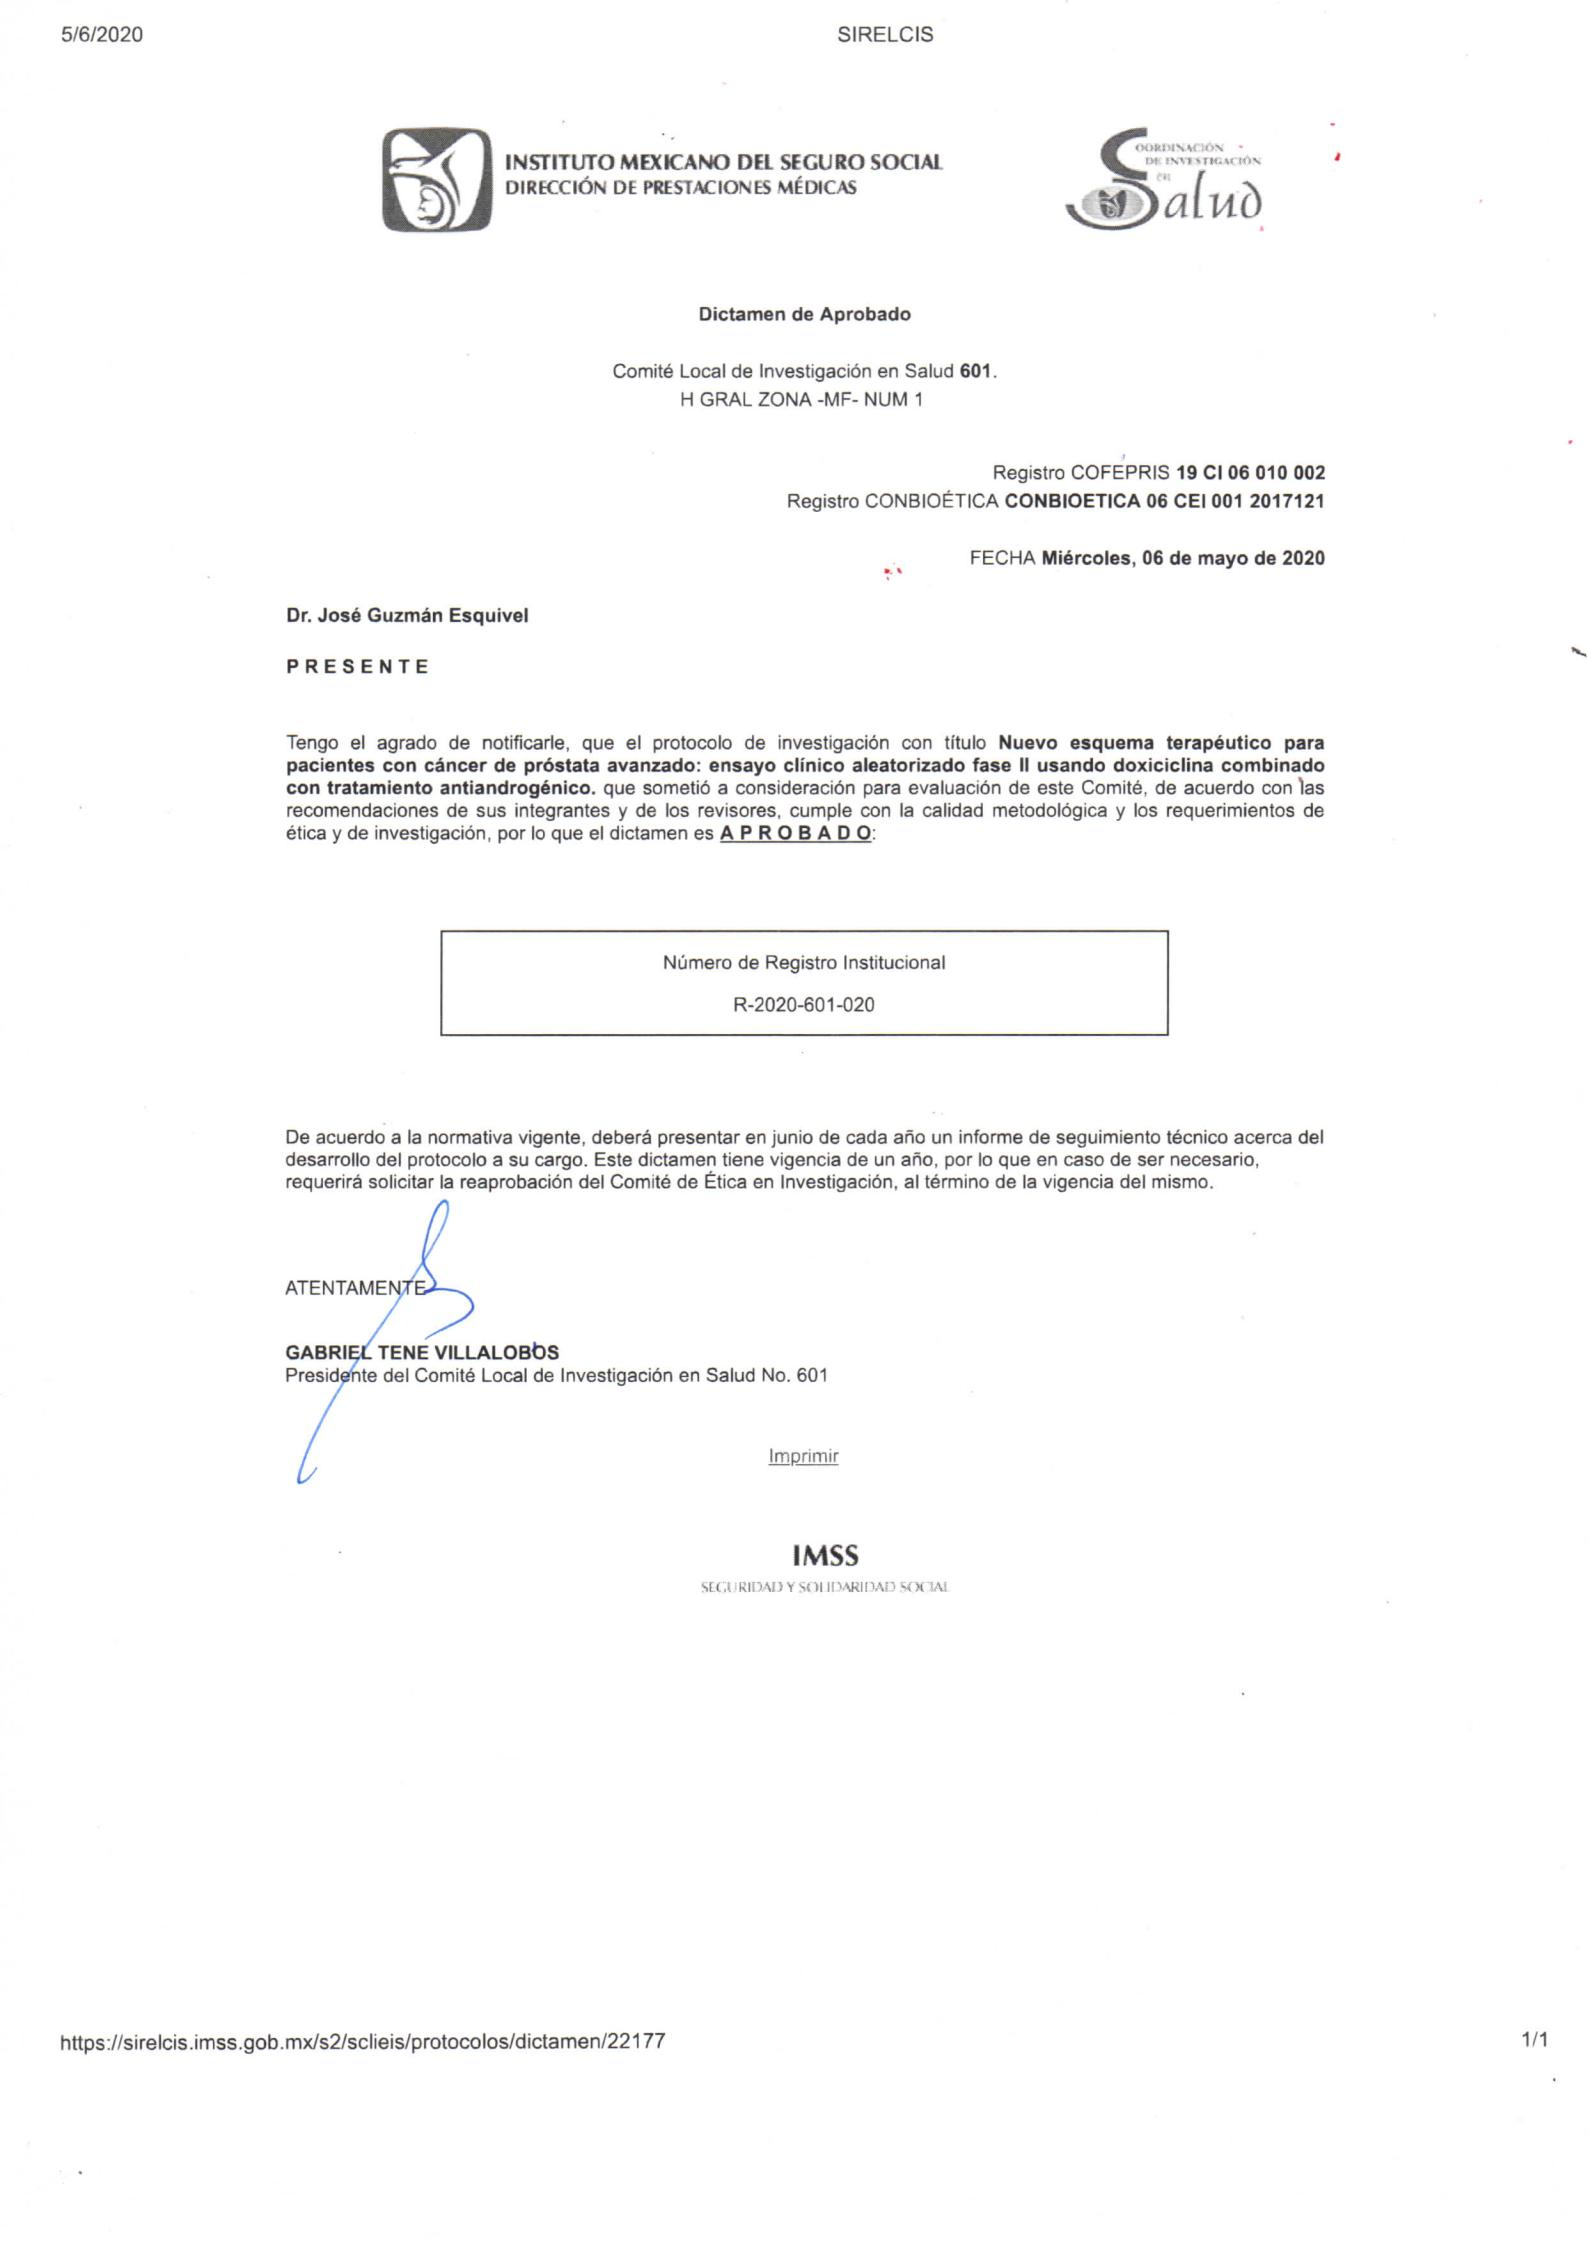 5/6/2020 SIRELCIS
INSTITUTO MEXICANO DEL SEGURO SOCIAL
DIRECCIÓN DE PRESTACIONES MÉDICAS
COORDINACIÓN
DE INVESTIGACIÓN
en
Salud
Dictamen de Aprobado
Comité Local de Investigación en Salud 601.
H GRAL ZONA -MF- NUM 1
Registro COFEPRIS 19 CI 06 010 002
Registro CONBIOÉTICA CONBIOETICA 06 CEI 001 2017121
FECHA Miércoles, 06 de mayo de 2020
Dr. José Guzmán Esquivel
P R E S E N T E
Tengo el agrado de notificarle, que el protocolo de investigación con título Nuevo esquema terapéutico para
pacientes con cáncer de próstata avanzado: ensayo clínico aleatorizado fase II usando doxiciclina combinado
con tratamiento antiandrogénico. que sometió a consideración para evaluación de este Comité, de acuerdo con las
recomendaciones de sus integrantes y de los revisores, cumple con la calidad metodológica y los requerimientos de
ética y de investigación, por lo que el dictamen es A P R O B A D O:
Número de Registro Institucional
R-2020-601-020
De acuerdo a la normativa vigente, deberá presentar en junio de cada año un informe de seguimiento técnico acerca del
desarrollo del protocolo a su cargo. Este dictamen tiene vigencia de un año, por lo que en caso de ser necesario,
requerirá solicitar la reaprobación del Comité de Ética en Investigación, al término de la vigencia del mismo.
ATENTAMENTE
GABRIEL TENE VILLALOBOS
Presidente del Comité Local de Investigación en Salud No. 601
Imprimir
IMSS
SEGURIDAD Y SOLIDARIDAD SOCIAL
https://sirelcis.imss.gob.mx/s2/sclieis/protocolos/dictamen/22177 1/1